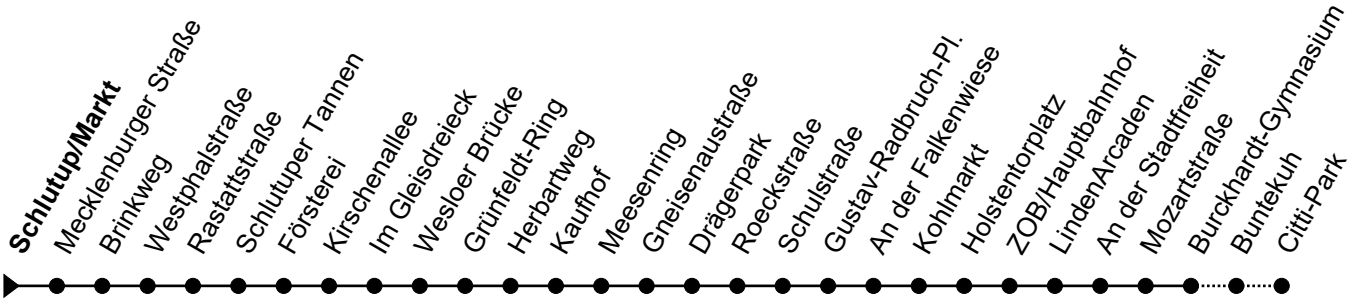 Schlutup/Markt
Mecklenburger Straße
Brinkweg
Westphalstraße
Rastattstraße
Schlutuper Tannen
Försterei
Kirschenallee
Im Gleisdreieck
Wesloer Brücke
Grünfeldt-Ring
Herbartweg
Kaufhof
Meesenring
Gneisenaustraße
Drägerpark
Roeckstraße
Schulstraße
Gustav-Radbruch-Pl.
An der Falkenwiese
Kohlmarkt
Holstentorplatz
ZOB/Hauptbahnhof
LindenArcaden
An der Stadtfreiheit
Mozartstraße
Burckhardt-Gymnasium
Buntekuh
Citti-Park